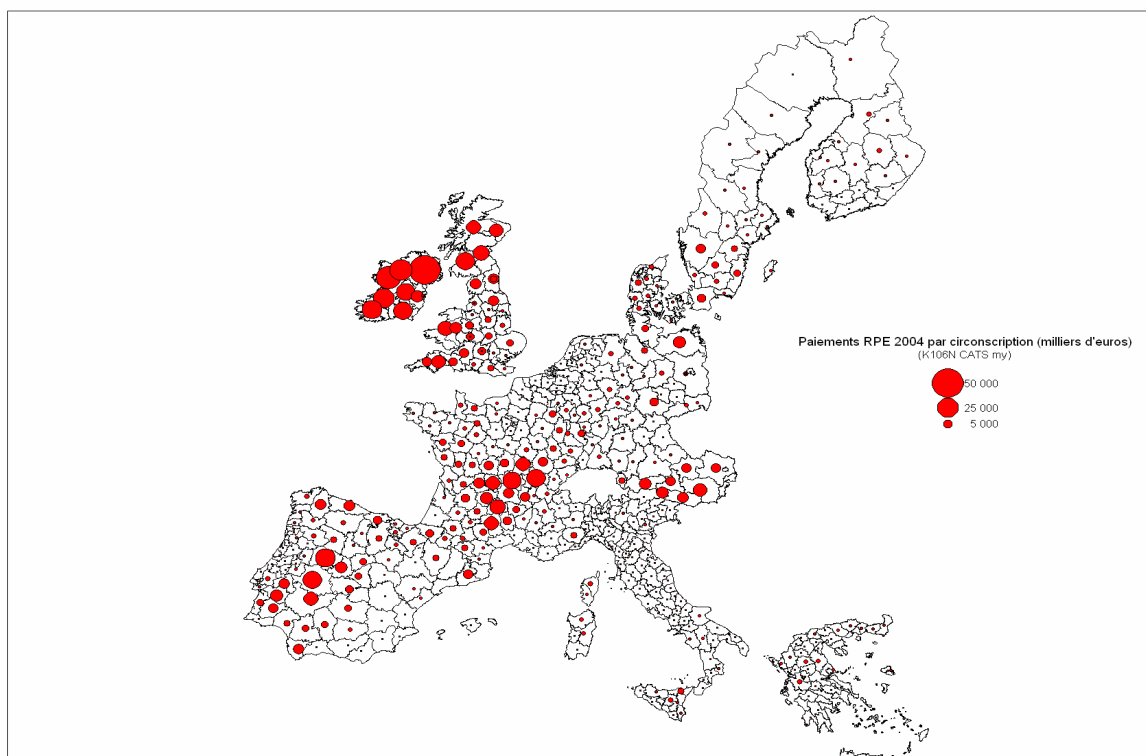 Paiements RPE 2004 par circonscription (milliers d'euros)
(K106N CATS my)
50 000
25 000
5 000